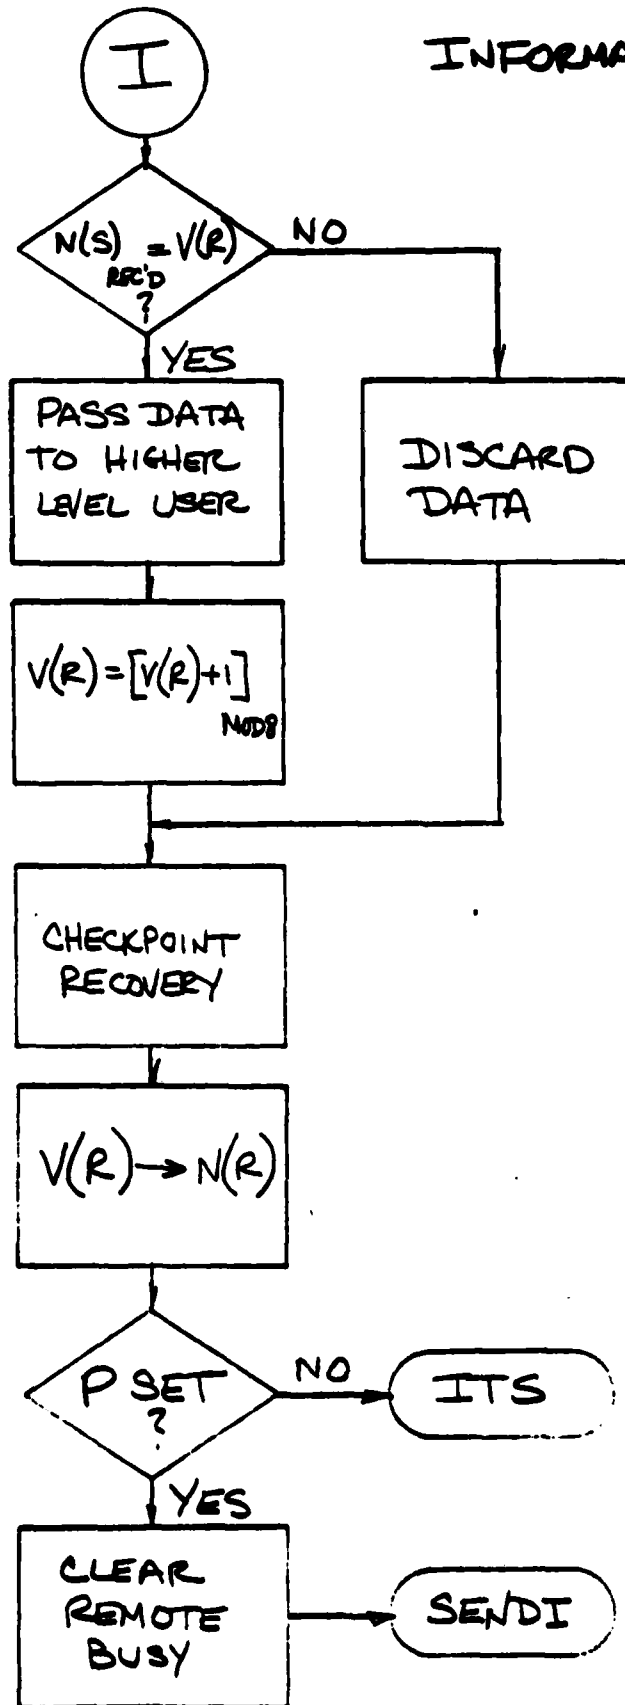 I
INFORMA
N(S) = V(R)
REC'D
?
NO
YES
PASS DATA
TO HIGHER
LEVEL USER
DISCARD
DATA
V(R) = [V(R)+1]
MOD8
CHECKPOINT
RECOVERY
V(R) → N(R)
P SET
?
NO
ITS
YES
CLEAR
REMOTE
BUSY
SENDI